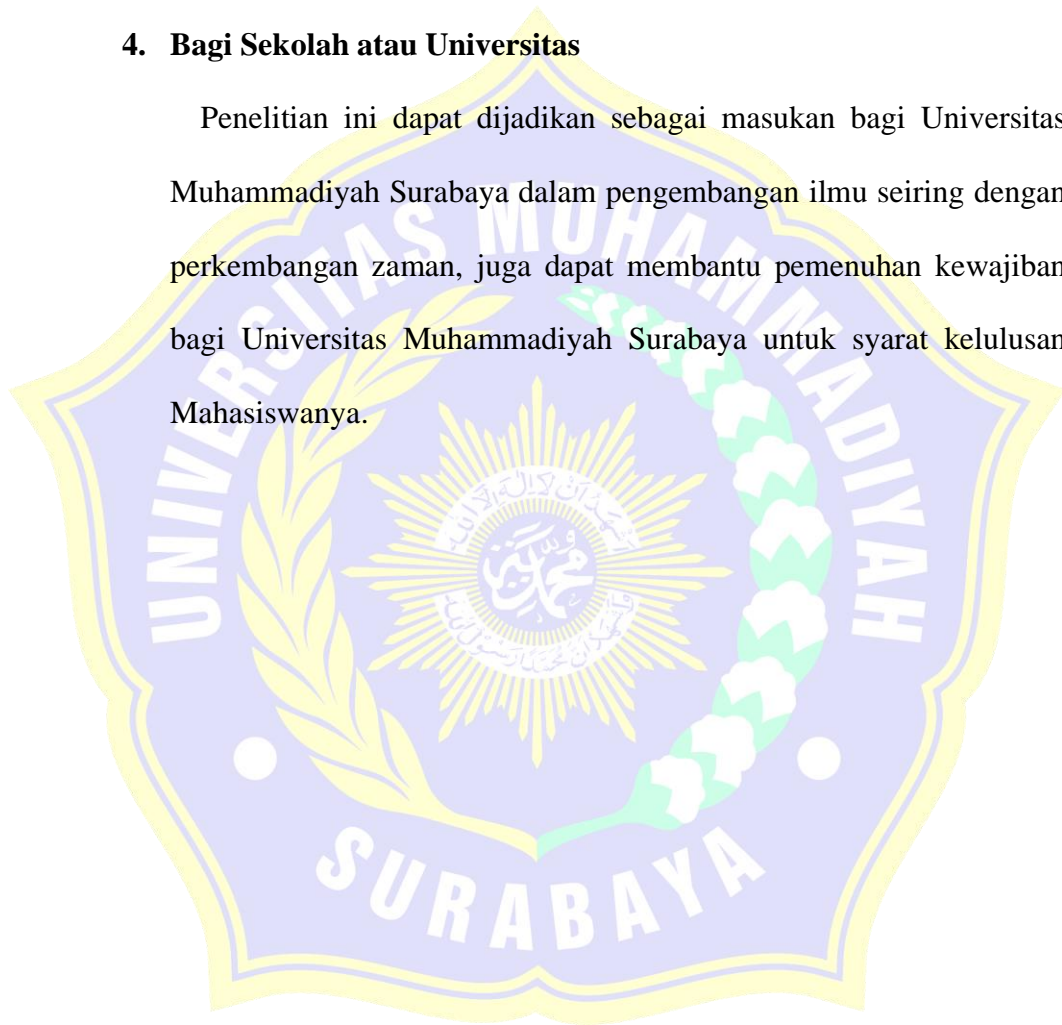 4. Bagi Sekolah atau Universitas
Penelitian ini dapat dijadikan sebagai masukan bagi Universitas
Muhammadiyah Surabaya dalam pengembangan ilmu seiring dengan
perkembangan zaman, juga dapat membantu pemenuhan kewajiban
bagi Universitas Muhammadiyah Surabaya untuk syarat kelulusan
Mahasiswanya.
UNIVERSITAS MUHAMMADIYAH
SURABAYA